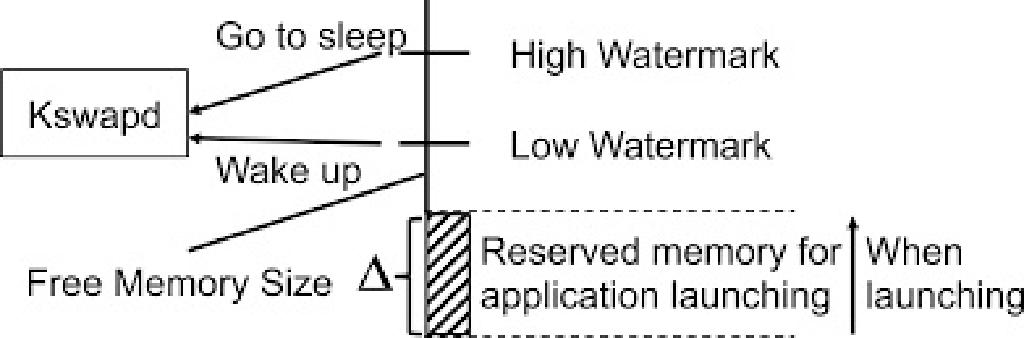 Go to sleep
High Watermark
Kswapd
Low Watermark
Wake up
Free Memory Size
Δ
Reserved memory for
application launching
When
launching